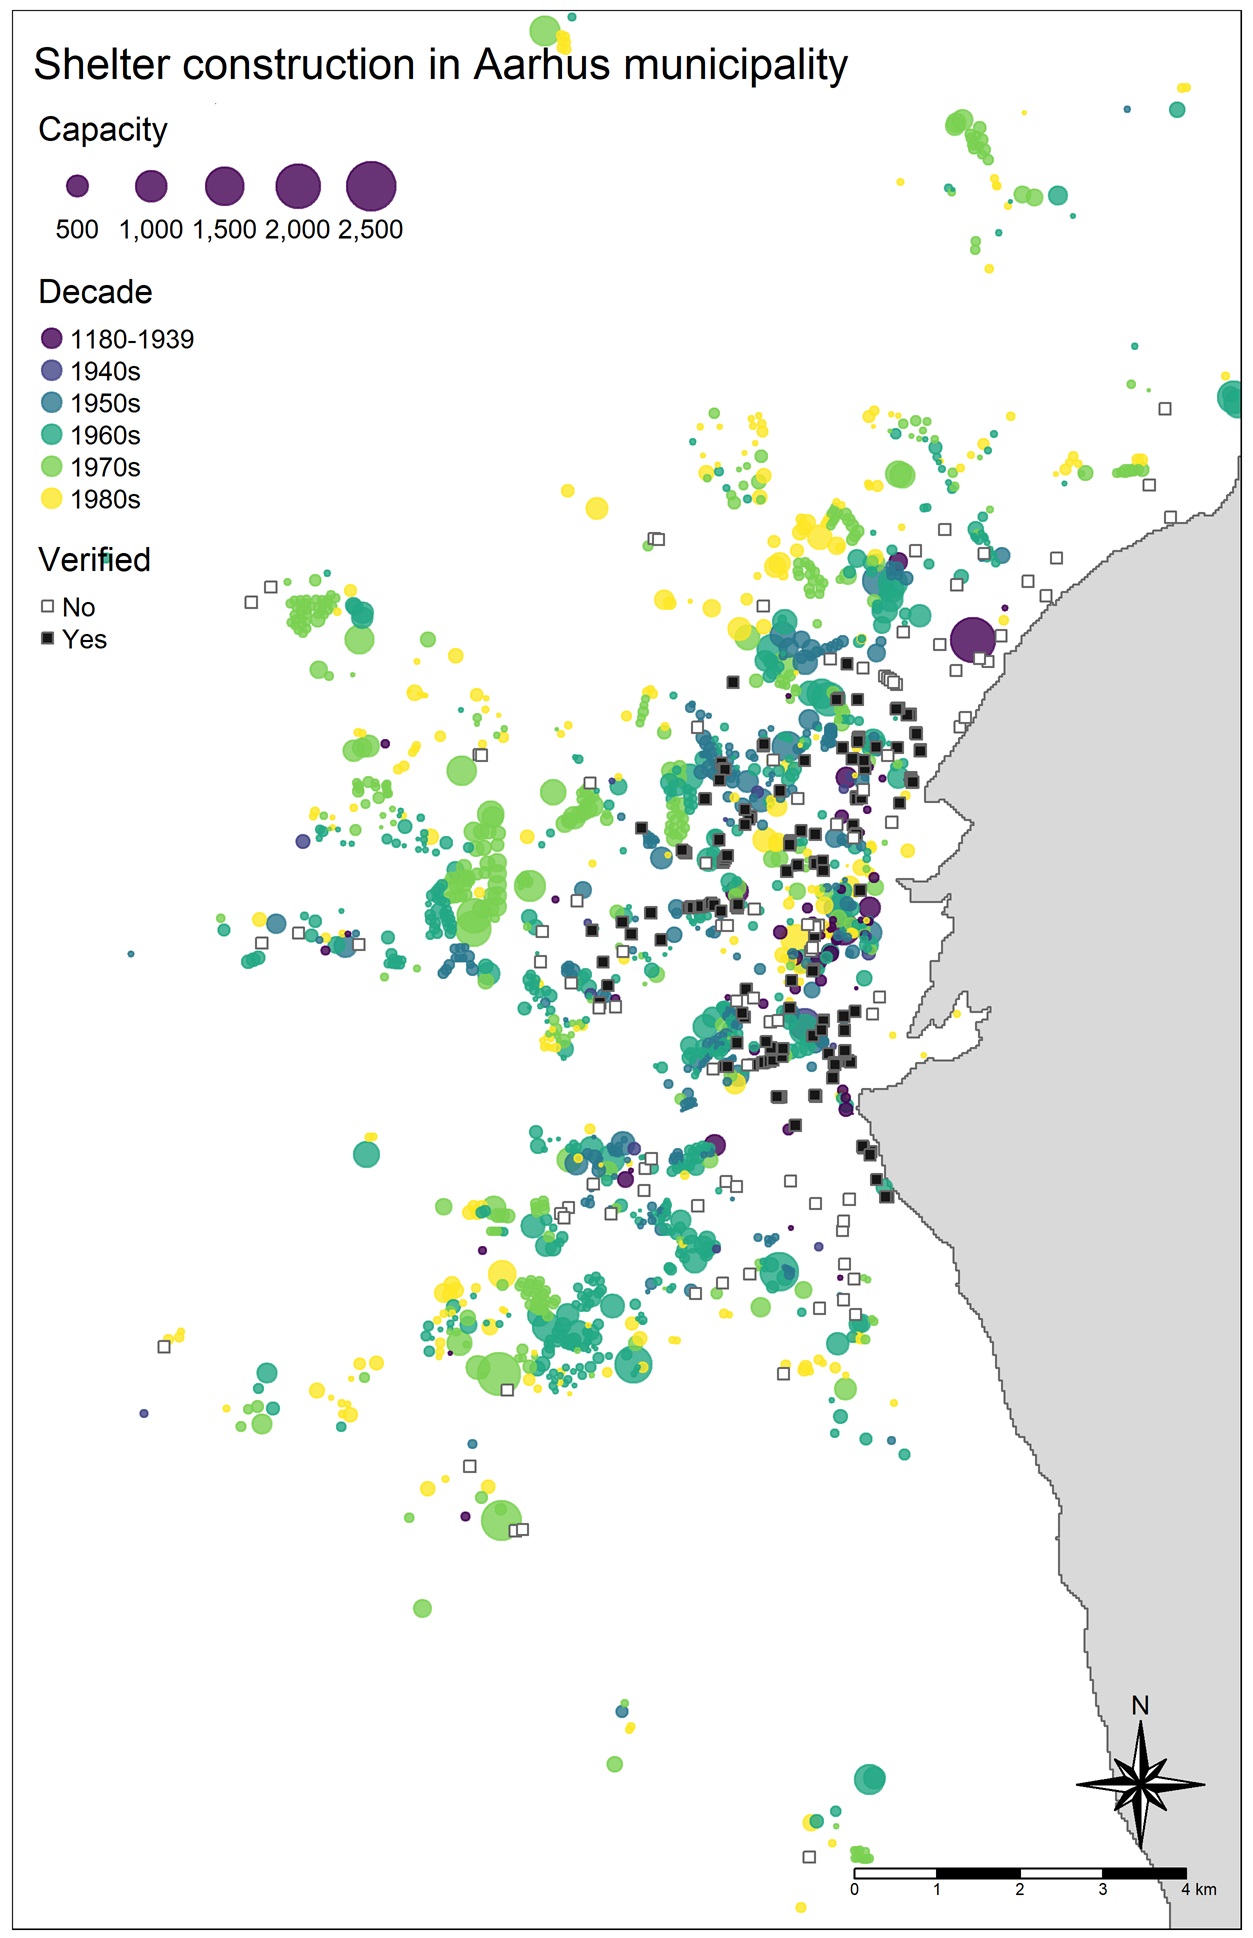 Shelter construction in Aarhus municipality
Capacity
500 1,000 1,500 2,000 2,500
Decade
1180-1939
1940s
1950s
1960s
1970s
1980s
Verified
No
Yes
N
0 1 2 3 4 km